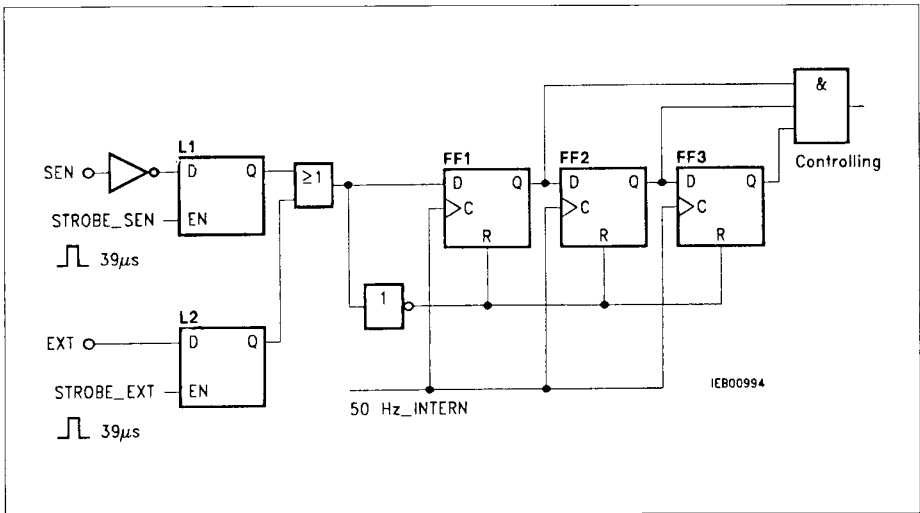 &
Controlling
L1
SEN
D Q
EN
STROBE_SEN
39μs
≥1
FF1
D Q
C
R
FF2
D Q
C
R
FF3
D Q
C
R
1
L2
EXT
D Q
EN
STROBE_EXT
39μs
50 Hz_INTERN
IEB00994